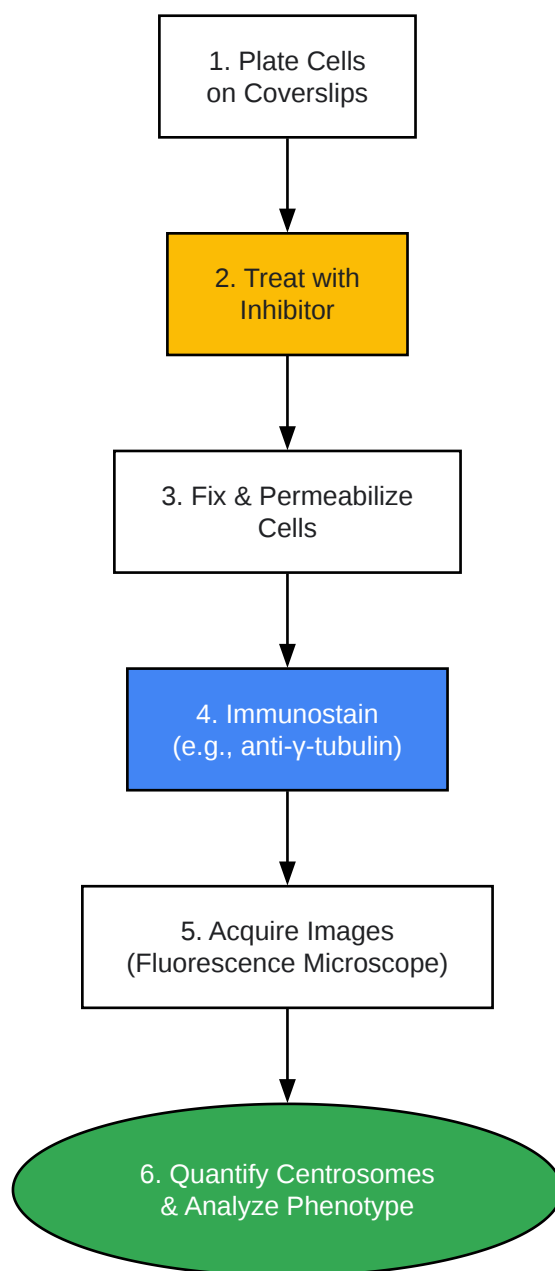 1. Plate Cells
on Coverslips
2. Treat with
Inhibitor
3. Fix & Permeabilize
Cells
4. Immunostain
(e.g., anti-γ-tubulin)
5. Acquire Images
(Fluorescence Microscope)
6. Quantify Centrosomes
& Analyze Phenotype